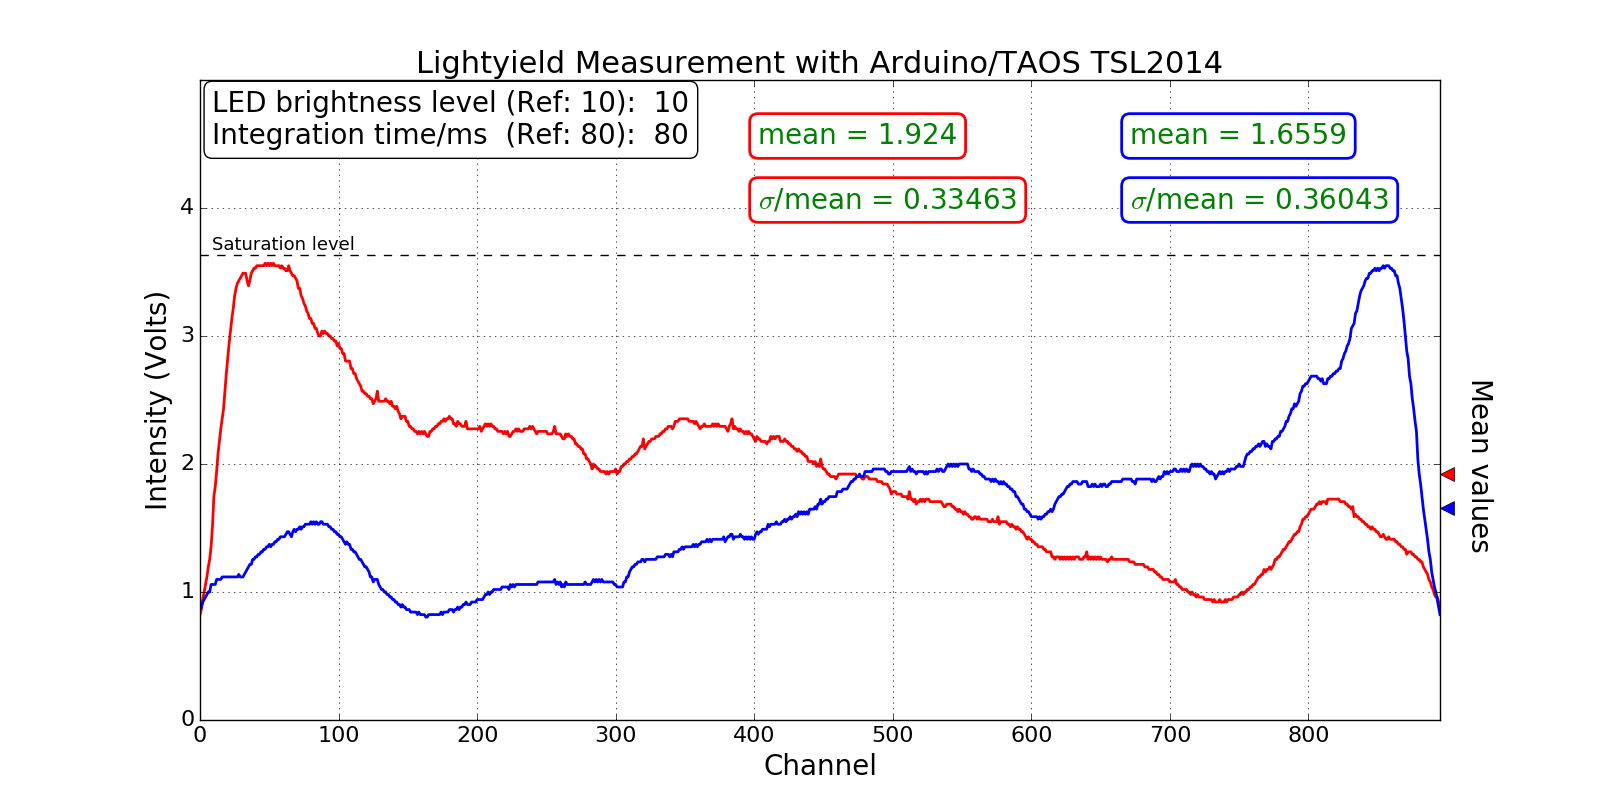 Lightyield Measurement with Arduino/TAOS TSL2014
LED brightness level (Ref: 10):  10
Integration time/ms  (Ref: 80):  80
mean = 1.924
mean = 1.6559
σ/mean = 0.33463
σ/mean = 0.36043
Saturation level
Intensity (Volts)
4
3
2
1
0
Mean values
0 100 200 300 400 500 600 700 800
Channel